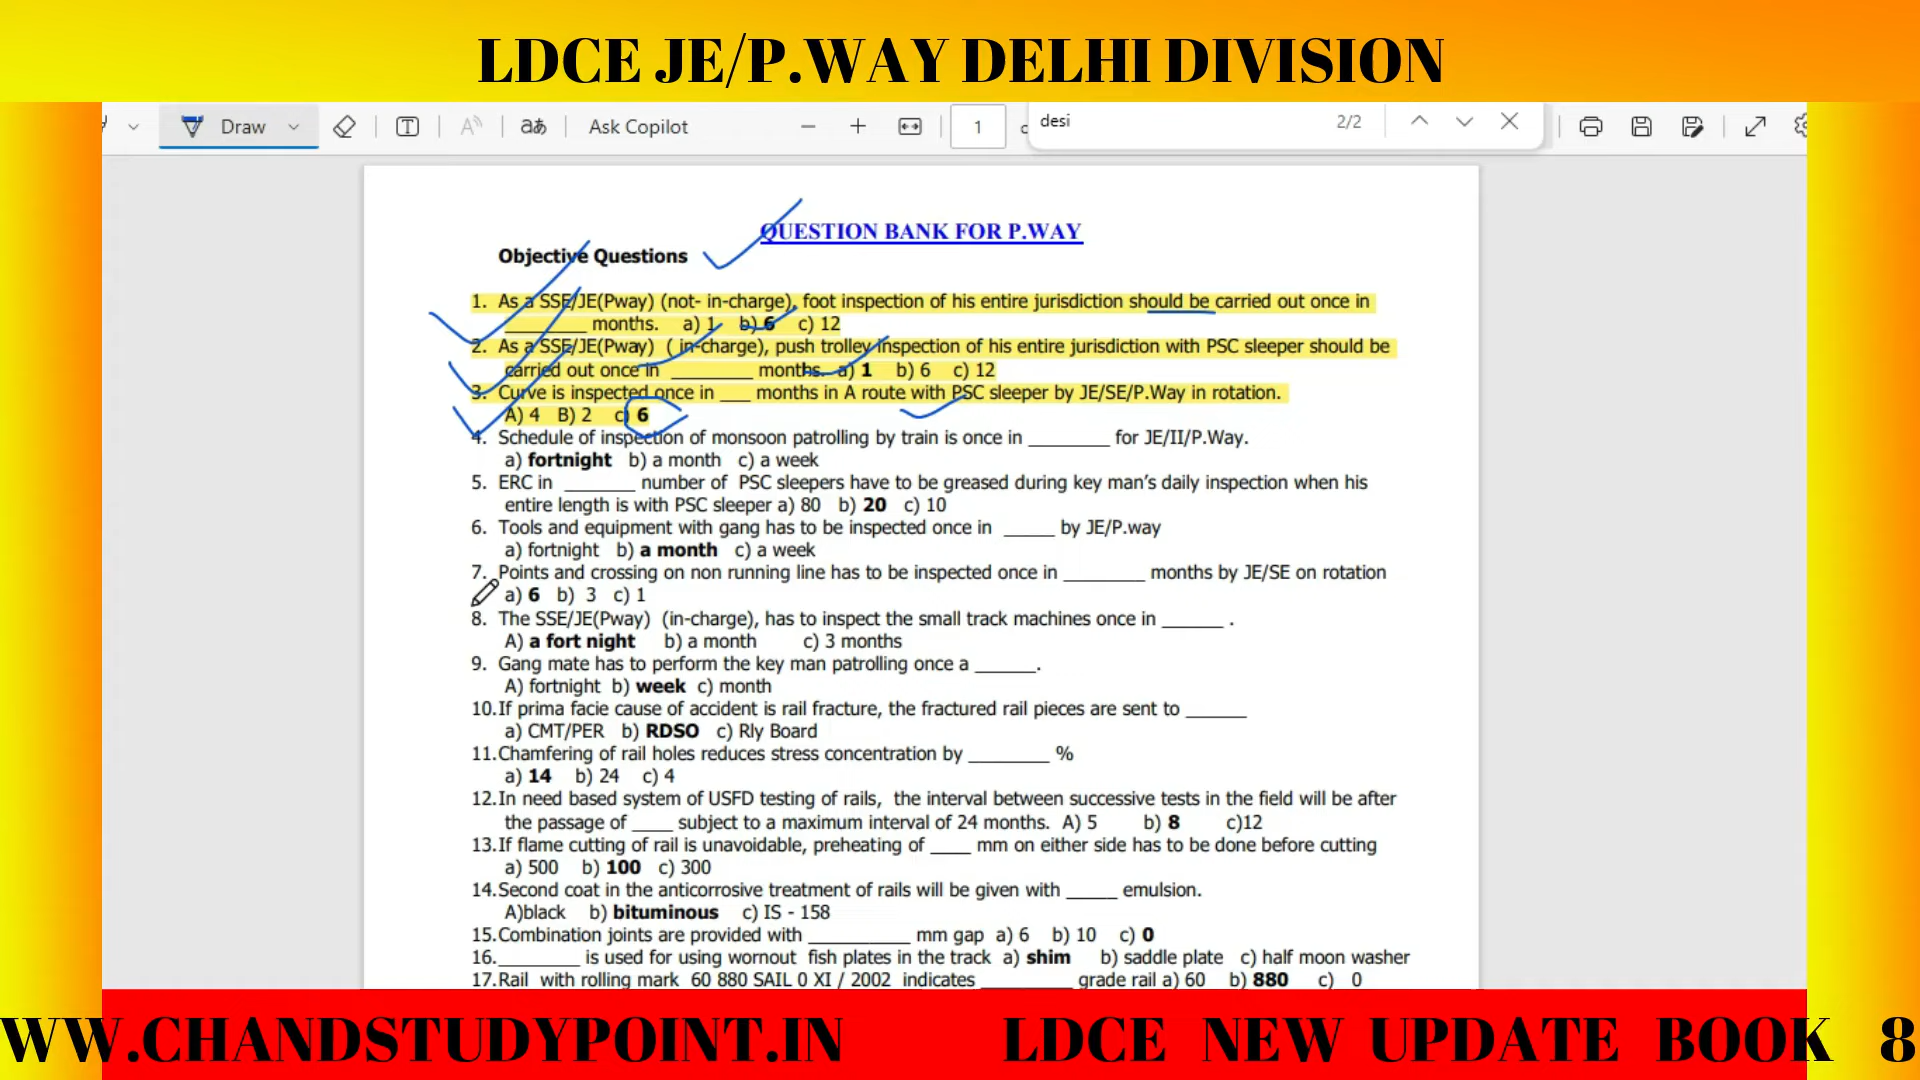 LDCE JE/P.WAY DELHI DIVISION
Draw
aあ
Ask Copilot
1
desi
2/2
QUESTION BANK FOR P.WAY
Objective Questions
1. As a SSE/JE(Pway) (not- in-charge), foot inspection of his entire jurisdiction should be carried out once in
________ months. a) 1 b) 6 c) 12
2. As a SSE/JE(Pway) ( in-charge), push trolley inspection of his entire jurisdiction with PSC sleeper should be
carried out once in ________ months. a) 1 b) 6 c) 12
3. Curve is inspected once in ___ months in A route with PSC sleeper by JE/SE/P.Way in rotation.
A) 4 B) 2 c) 6
4. Schedule of inspection of monsoon patrolling by train is once in ________ for JE/II/P.Way.
a) fortnight b) a month c) a week
5. ERC in _______ number of PSC sleepers have to be greased during key man's daily inspection when his
entire length is with PSC sleeper a) 80 b) 20 c) 10
6. Tools and equipment with gang has to be inspected once in _____ by JE/P.way
a) fortnight b) a month c) a week
7. Points and crossing on non running line has to be inspected once in ________ months by JE/SE on rotation
a) 6 b) 3 c) 1
8. The SSE/JE(Pway) (in-charge), has to inspect the small track machines once in ______ .
A) a fort night b) a month c) 3 months
9. Gang mate has to perform the key man patrolling once a ______.
A) fortnight b) week c) month
10.If prima facie cause of accident is rail fracture, the fractured rail pieces are sent to ______
a) CMT/PER b) RDSO c) Rly Board
11.Chamfering of rail holes reduces stress concentration by ________ %
a) 14 b) 24 c) 4
12.In need based system of USFD testing of rails, the interval between successive tests in the field will be after
the passage of ____ subject to a maximum interval of 24 months. A) 5 b) 8 c)12
13.If flame cutting of rail is unavoidable, preheating of ____ mm on either side has to be done before cutting
a) 500 b) 100 c) 300
14.Second coat in the anticorrosive treatment of rails will be given with _____ emulsion.
A)black b) bituminous c) IS - 158
15.Combination joints are provided with __________ mm gap a) 6 b) 10 c) 0
16.________ is used for using wornout fish plates in the track a) shim b) saddle plate c) half moon washer
17.Rail with rolling mark 60 880 SAIL 0 XI / 2002 indicates _________ grade rail a) 60 b) 880 c) 0
WW.CHANDSTUDYPOINT.IN LDCE NEW UPDATE BOOK 8